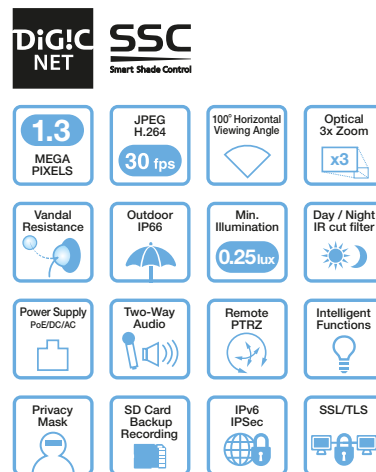 DiG!C
NET
SSC
Smart Shade Control
1.3
MEGA
PIXELS
JPEG
H.264
30 fps
100° Horizontal
Viewing Angle
Optical
3x Zoom
x3
Vandal
Resistance
Outdoor
IP66
Min.
Illumination
0.25lux
Day / Night
IR cut filter
Power Supply
PoE/DC/AC
Two-Way
Audio
Remote
PTRZ
Intelligent
Functions
Privacy
Mask
SD Card
Backup
Recording
IPv6
IPSec
SSL/TLS